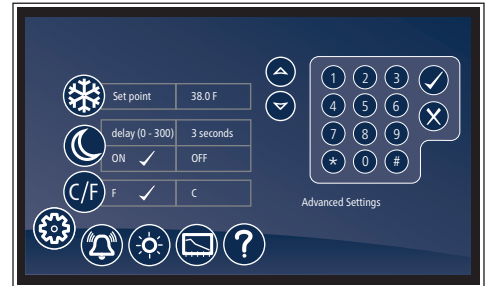 Set point 38.0 F
delay (0 - 300) 3 seconds
ON ✓ OFF
C/F F ✓ C
1 2 3
4 5 6
7 8 9
* 0 #
Advanced Settings
?